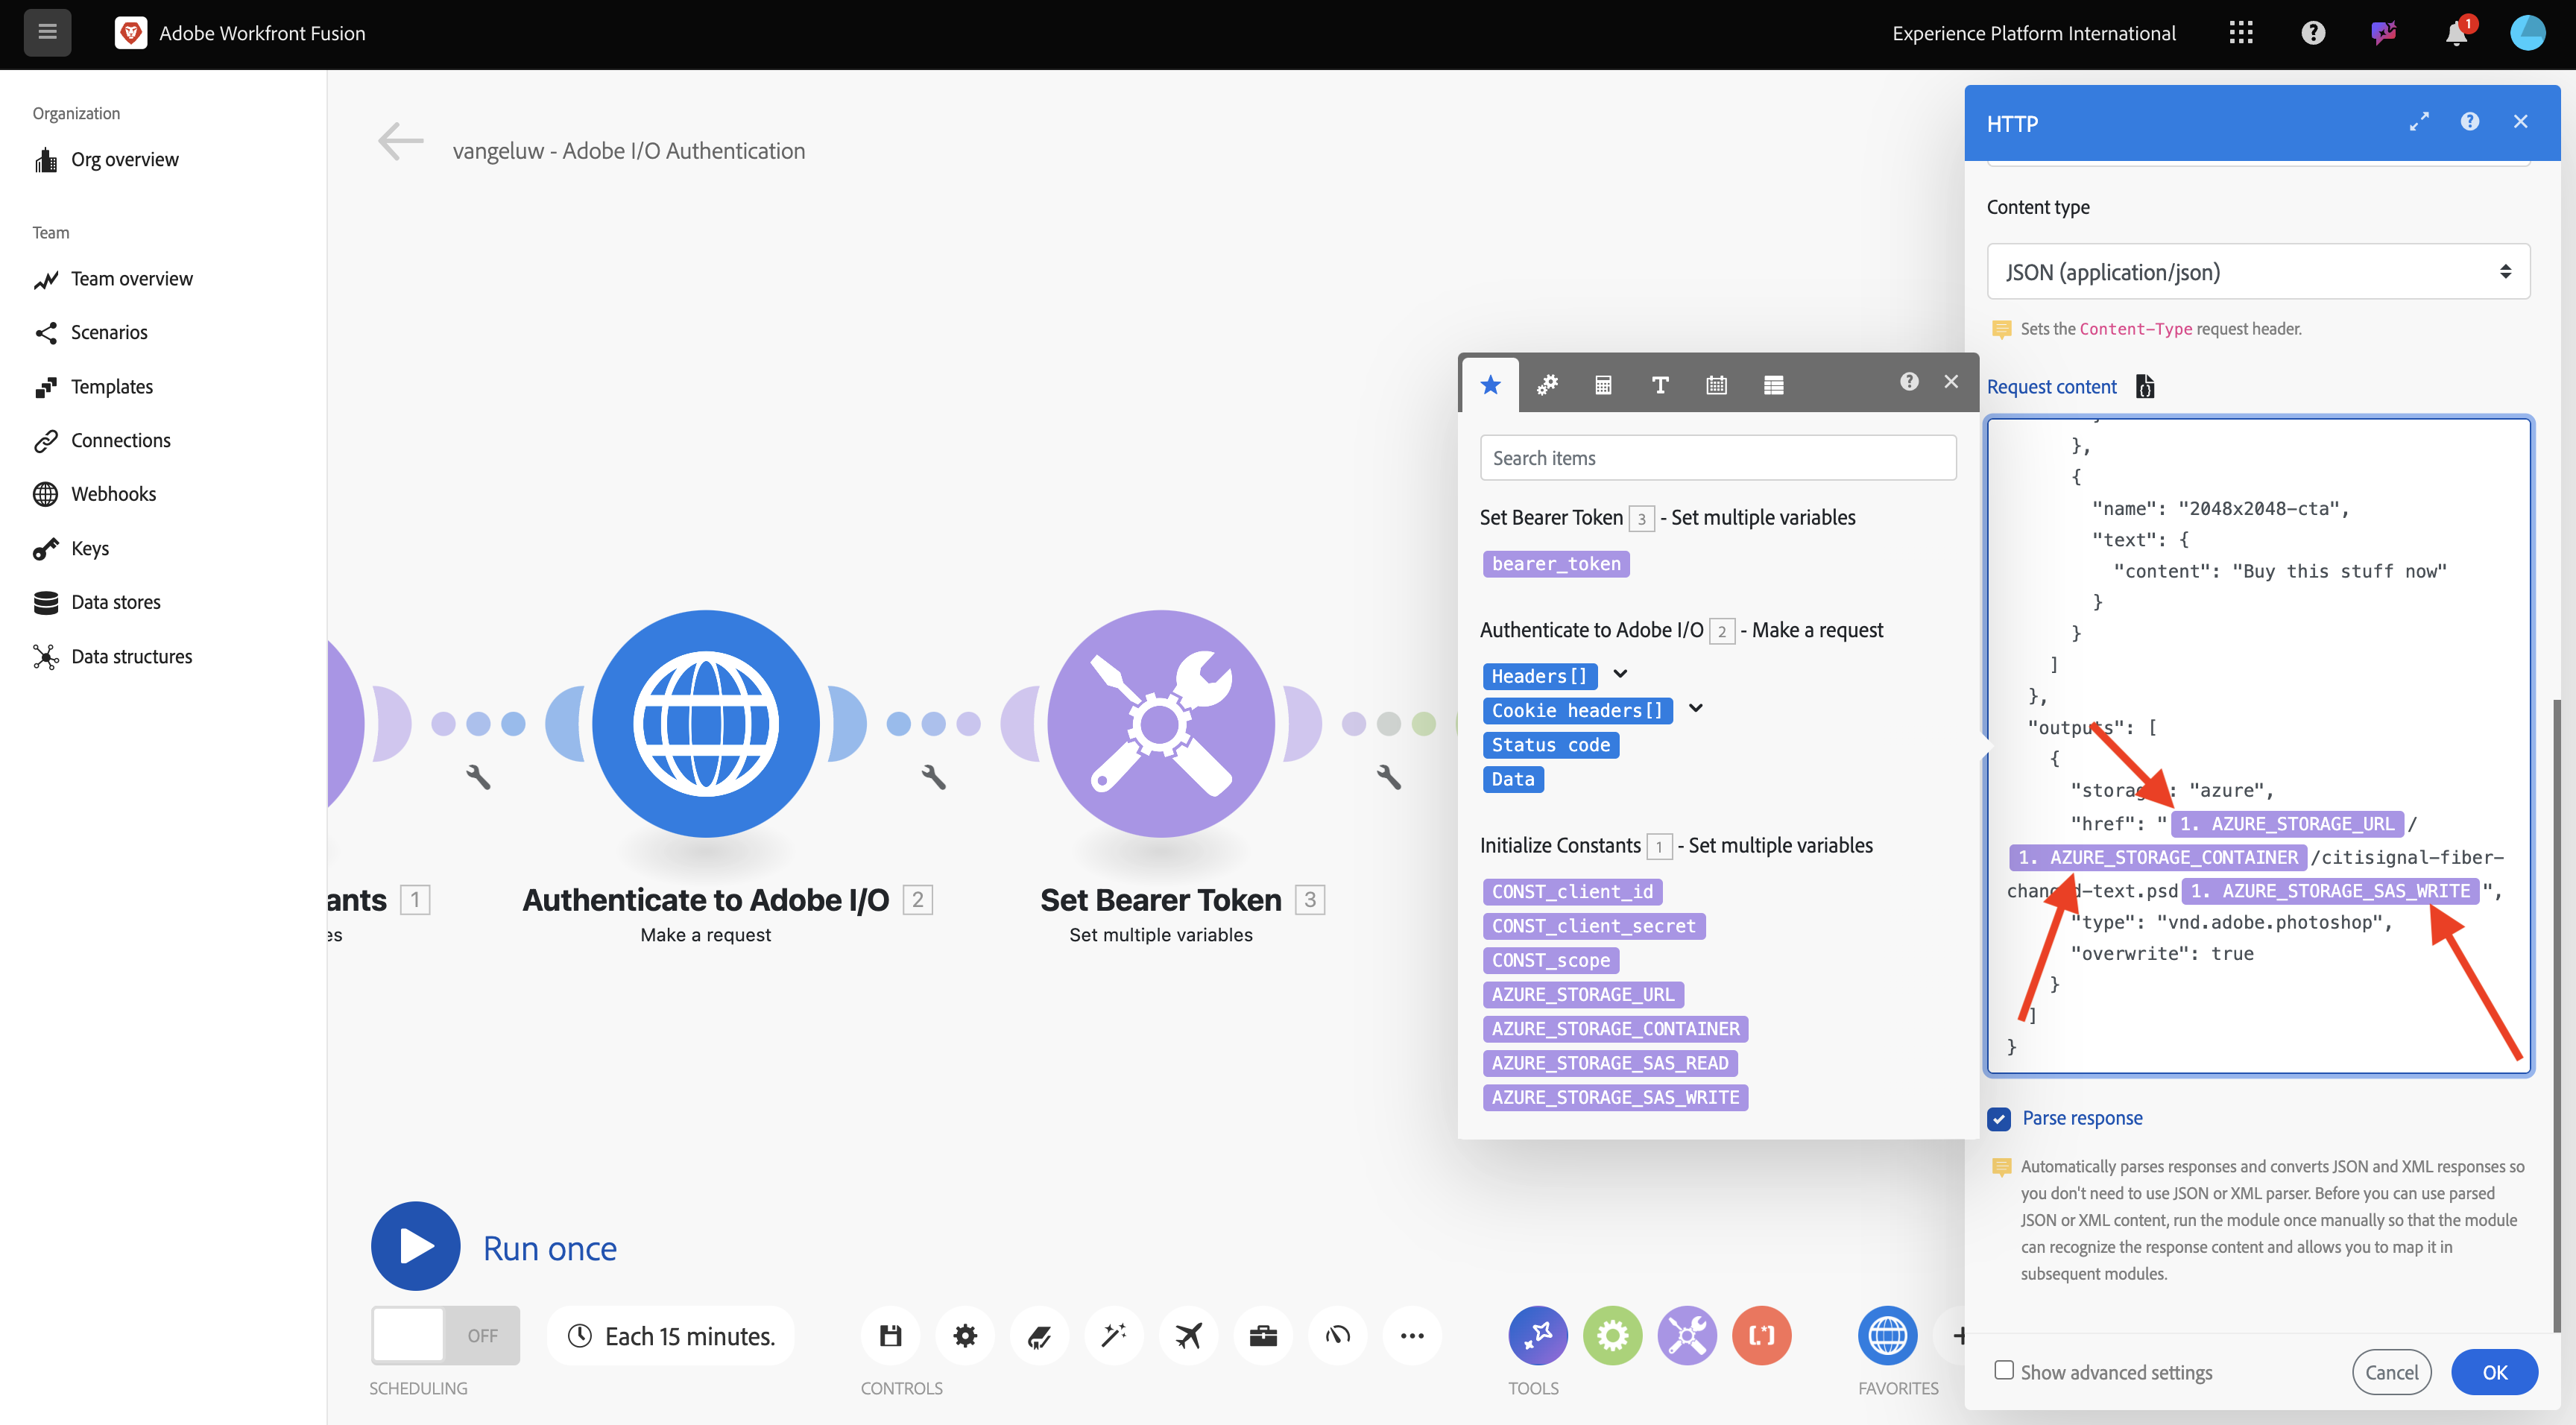 Adobe Workfront Fusion
Experience Platform International
1
Organization
Org overview
Team
Team overview
Scenarios
Templates
Connections
Webhooks
Keys
Data stores
Data structures
vangeluw - Adobe I/O Authentication
ants 1
es
Authenticate to Adobe I/O 2
Make a request
Set Bearer Token 3
Set multiple variables
Run once
OFF
Each 15 minutes.
SCHEDULING
CONTROLS
TOOLS
FAVORITES
Search items
Set Bearer Token 3 - Set multiple variables
bearer_token
Authenticate to Adobe I/O 2 - Make a request
Headers[]
Cookie headers[]
Status code
Data
Initialize Constants 1 - Set multiple variables
CONST_client_id
CONST_client_secret
CONST_scope
AZURE_STORAGE_URL
AZURE_STORAGE_CONTAINER
AZURE_STORAGE_SAS_READ
AZURE_STORAGE_SAS_WRITE
HTTP
Content type
JSON (application/json)
Sets the Content-Type request header.
Request content
},
{
"name": "2048x2048-cta",
"text": {
"content": "Buy this stuff now"
}
}
]
},
"outputs": [
{
"storage": "azure",
"href": "1. AZURE_STORAGE_URL/
1. AZURE_STORAGE_CONTAINER/citisignal-fiber-
changed-text.psd1. AZURE_STORAGE_SAS_WRITE",
"type": "vnd.adobe.photoshop",
"overwrite": true
}
]
}
Parse response
Automatically parses responses and converts JSON and XML responses so
you don't need to use JSON or XML parser. Before you can use parsed
JSON or XML content, run the module once manually so that the module
can recognize the response content and allows you to map it in
subsequent modules.
Show advanced settings
Cancel
OK